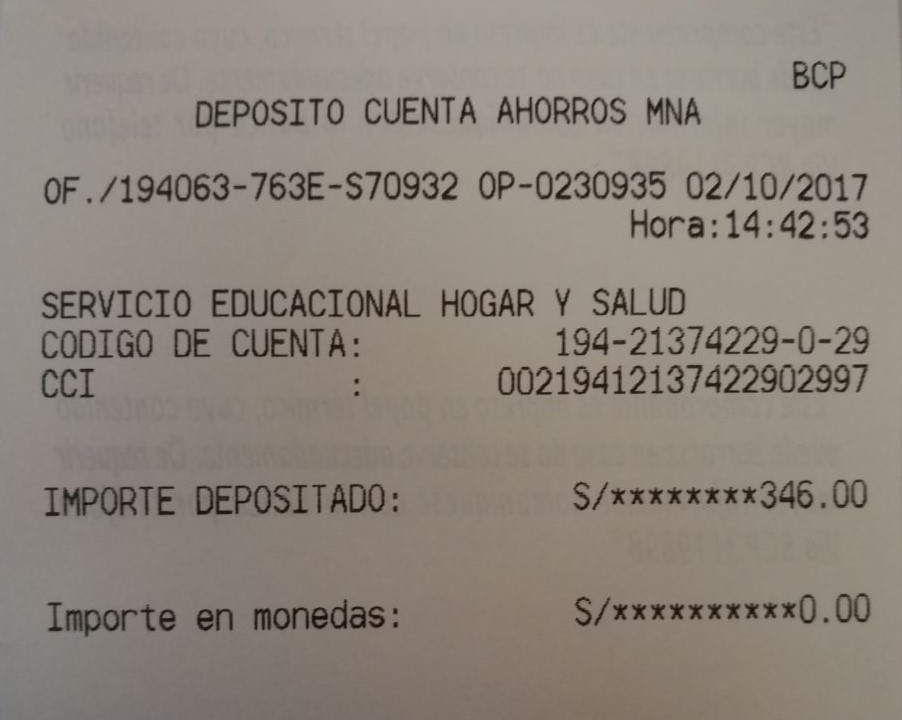 BCP
DEPOSITO CUENTA AHORROS MNA
OF./194063-763E-S70932 OP-0230935 02/10/2017
Hora:14:42:53
SERVICIO EDUCACIONAL HOGAR Y SALUD
CODIGO DE CUENTA: 194-21374229-0-29
CCI : 00219412137422902997
IMPORTE DEPOSITADO: S/********346.00
Importe en monedas: S/**********0.00